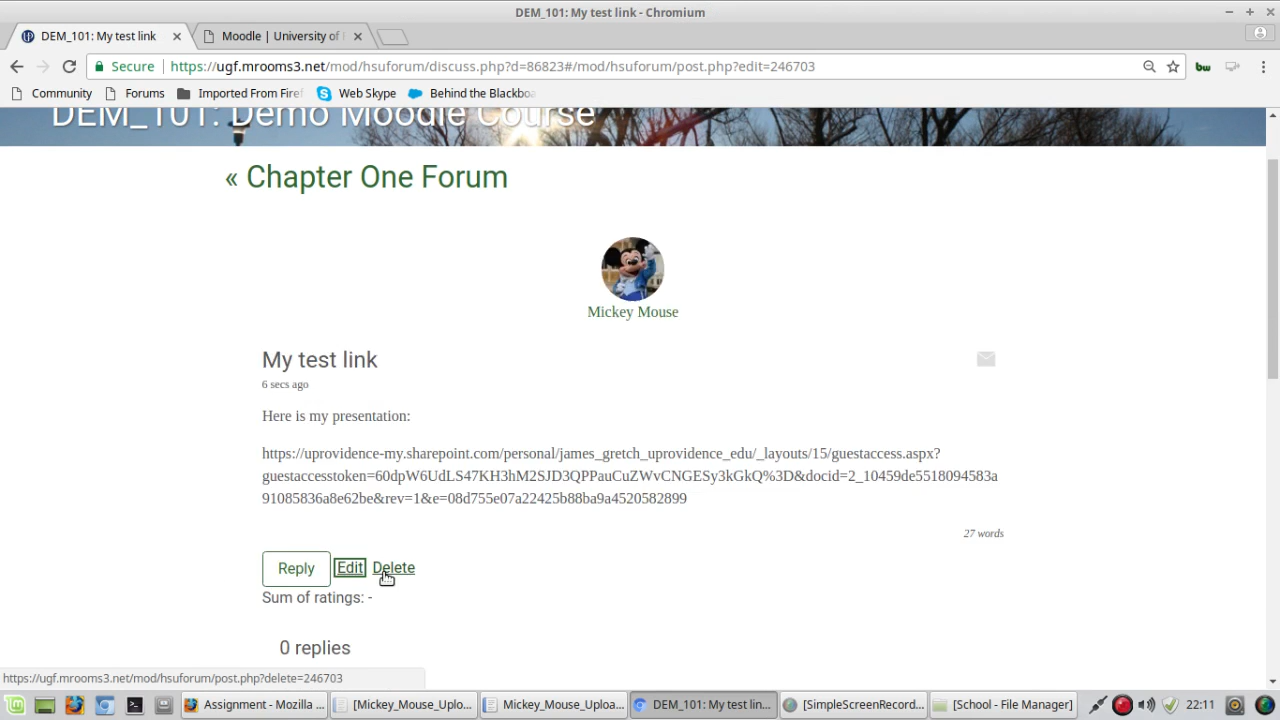 DEM_101: My test link - Chromium
DEM_101: My test link
Moodle | University of
Secure
https://ugf.mrooms3.net/mod/hsuforum/discuss.php?d=86823#/mod/hsuforum/post.php?edit=246703
bw
Community
Forums
Imported From Firef
Web Skype
Behind the Blackboa
DEM_101: Demo Moodle Course
« Chapter One Forum
Mickey Mouse
My test link
6 secs ago
Here is my presentation:
https://uprovidence-my.sharepoint.com/personal/james_gretch_uprovidence_edu/_layouts/15/guestaccess.aspx?
guestaccesstoken=60dpW6UdLS47KH3hM2SJD3QPPauCuZWvCNGESy3kGkQ%3D&docid=2_10459de5518094583a
91085836a8e62be&rev=1&e=08d755e07a22425b88ba9a4520582899
27 words
Reply Edit Delete
Sum of ratings: -
0 replies
https://ugf.mrooms3.net/mod/hsuforum/post.php?delete=246703
Assignment - Mozilla ...
[Mickey_Mouse_Uplo...
Mickey_Mouse_Uploa...
DEM_101: My test lin...
[SimpleScreenRecord...
[School - File Manager]
22:11